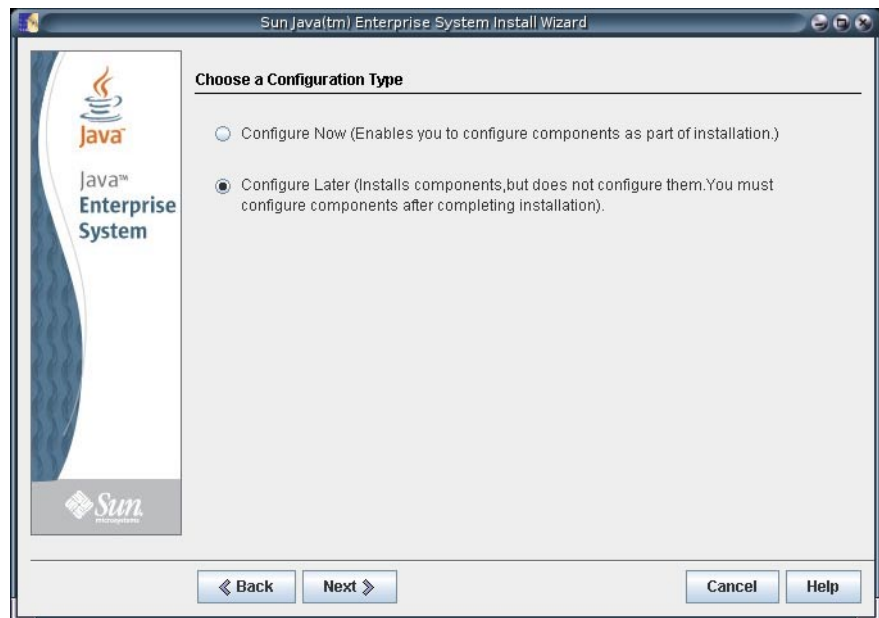 Sun Java(tm) Enterprise System Install Wizard
Java™
Java™
Enterprise
System
Sun
microsystems
Choose a Configuration Type
Configure Now (Enables you to configure components as part of installation.)
Configure Later (Installs components,but does not configure them.You must
configure components after completing installation).
Back
Next
Cancel
Help